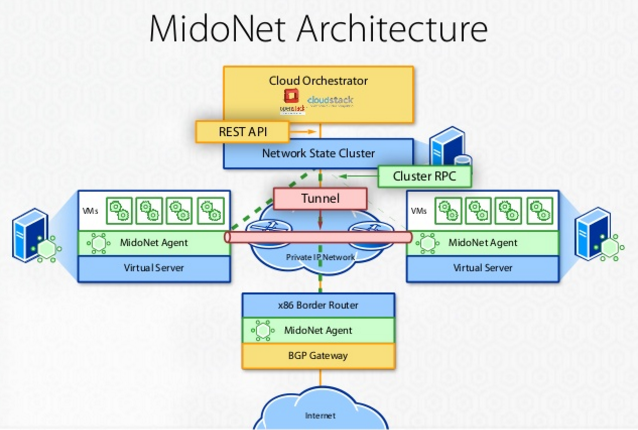 MidoNet Architecture
Cloud Orchestrator
openstack
cloudstack
REST API
Network State Cluster
Cluster RPC
Tunnel
VMs
MidoNet Agent
Virtual Server
Private IP Network
VMs
MidoNet Agent
Virtual Server
x86 Border Router
MidoNet Agent
BGP Gateway
Internet